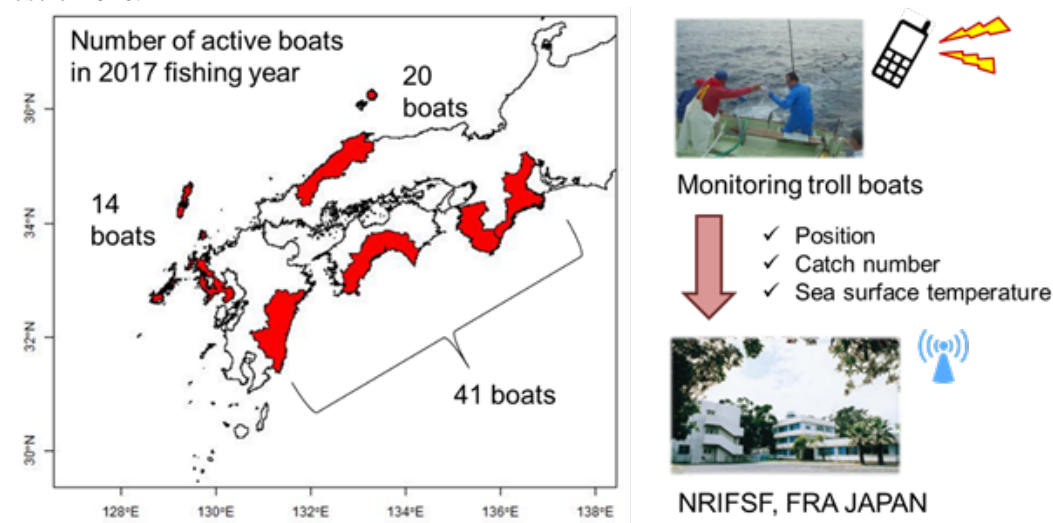 Number of active boats
in 2017 fishing year
20
boats
14
boats
41 boats
36°N
34°N
32°N
30°N
128°E
130°E
132°E
134°E
136°E
138°E
Monitoring troll boats
✓ Position
✓ Catch number
✓ Sea surface temperature
NRIFSF, FRA JAPAN